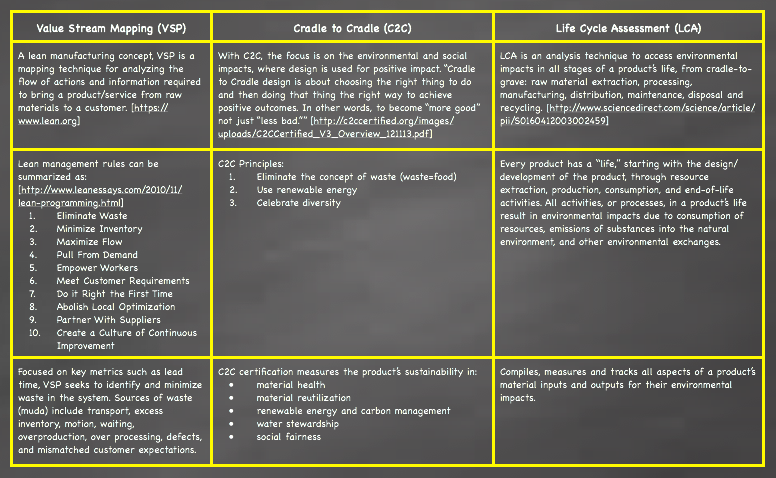 Value Stream Mapping (VSP)
Cradle to Cradle (C2C)
Life Cycle Assessment (LCA)
A lean manufacturing concept, VSP is a
mapping technique for analyzing the
flow of actions and information required
to bring a product/service from raw
materials to a customer. [https://
www.lean.org]
With C2C, the focus is on the environmental and social
impacts, where design is used for positive impact. "Cradle
to Cradle design is about choosing the right thing to do
and then doing that thing the right way to achieve
positive outcomes. In other words, to become "more good"
not just "less bad."" [http://c2ccertified.org/images/
uploads/C2CCertified_V3_Overview_121113.pdf]
LCA is an analysis technique to access environmental
impacts in all stages of a product's life, from cradle-to-
grave: raw material extraction, processing,
manufacturing, distribution, maintenance, disposal and
recycling. [http://www.sciencedirect.com/science/article/
pii/S0160412003002459]
Lean management rules can be
summarized as:
[http://www.leanessays.com/2010/11/
lean-programming.html]
1. Eliminate Waste
2. Minimize Inventory
3. Maximize Flow
4. Pull From Demand
5. Empower Workers
6. Meet Customer Requirements
7. Do it Right the First Time
8. Abolish Local Optimization
9. Partner With Suppliers
10. Create a Culture of Continuous
Improvement
C2C Principles:
1. Eliminate the concept of waste (waste=food)
2. Use renewable energy
3. Celebrate diversity
Every product has a "life," starting with the design/
development of the product, through resource
extraction, production, consumption, and end-of-life
activities. All activities, or processes, in a product's life
result in environmental impacts due to consumption of
resources, emissions of substances into the natural
environment, and other environmental exchanges.
Focused on key metrics such as lead
time, VSP seeks to identify and minimize
waste in the system. Sources of waste
(muda) include transport, excess
inventory, motion, waiting,
overproduction, over processing, defects,
and mismatched customer expectations.
C2C certification measures the product's sustainability in:
• material health
• material reutilization
• renewable energy and carbon management
• water stewardship
• social fairness
Compiles, measures and tracks all aspects of a product's
material inputs and outputs for their environmental
impacts.